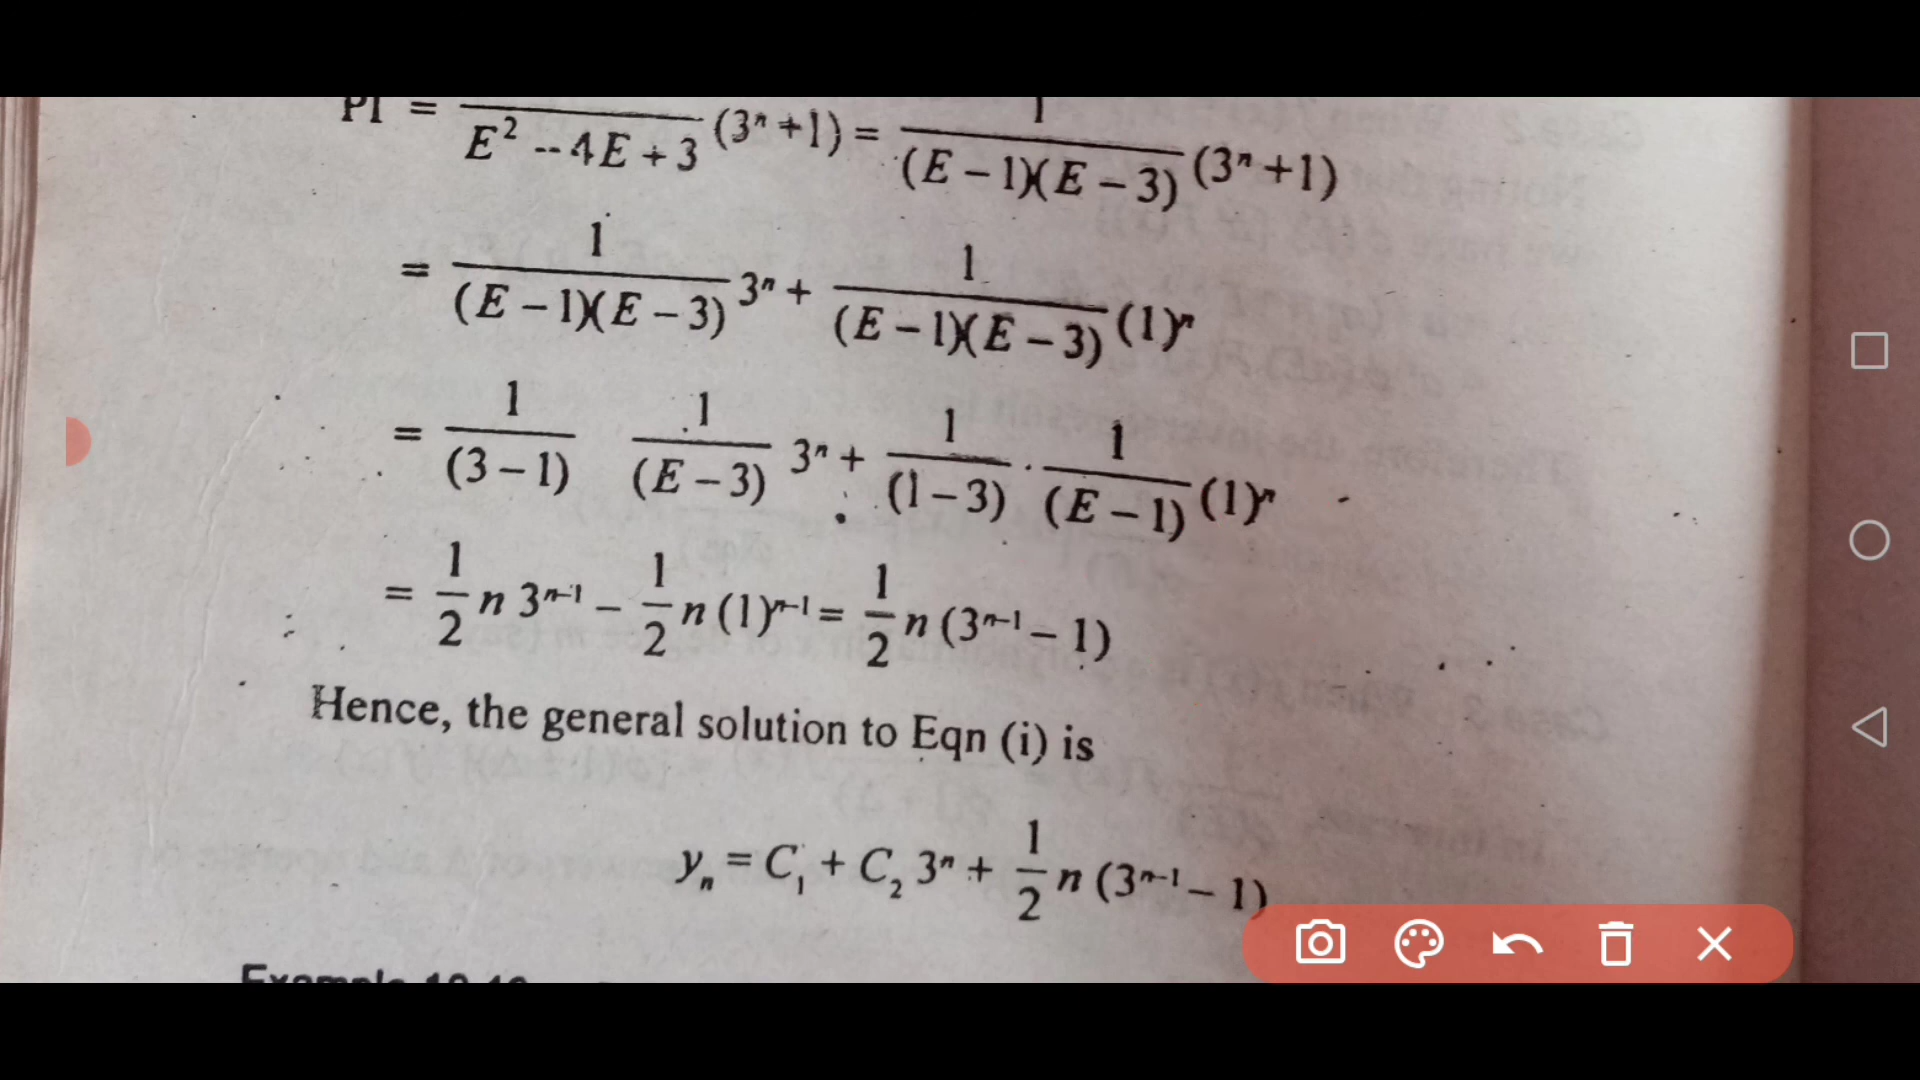 PI = 1/(E² - 4E + 3) (3ⁿ + 1) = 1/((E - 1)(E - 3)) (3ⁿ + 1)
= 1/((E - 1)(E - 3)) 3ⁿ + 1/((E - 1)(E - 3)) (1)ⁿ
= 1/(3 - 1) 1/(E - 3) 3ⁿ + 1/(1 - 3) · 1/(E - 1) (1)ⁿ
= 1/2 n 3ⁿ⁻¹ - 1/2 n (1)ⁿ⁻¹ = 1/2 n (3ⁿ⁻¹ - 1)
Hence, the general solution to Eqn (i) is
yₙ = C₁ + C₂ 3ⁿ + 1/2 n (3ⁿ⁻¹ - 1)
Example